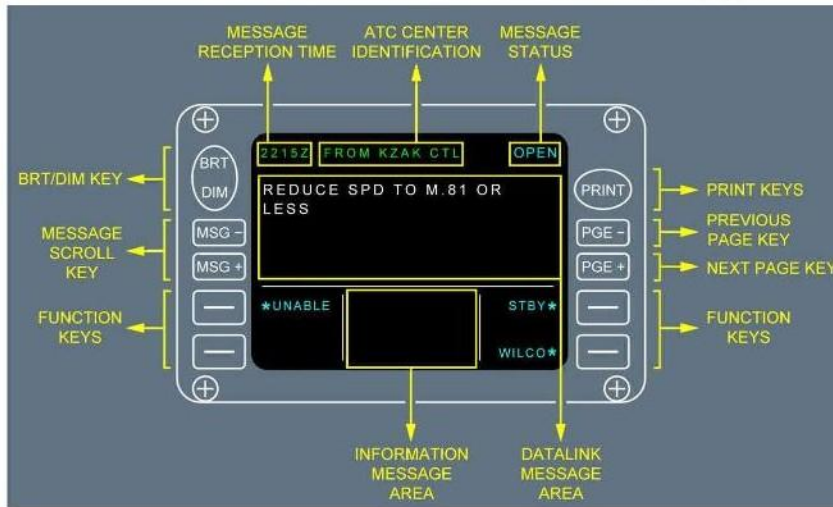 MESSAGE
RECEPTION TIME
ATC CENTER
IDENTIFICATION
MESSAGE
STATUS
2215Z
FROM KZAK CTL
OPEN
BRT
DIM
BRT/DIM KEY
REDUCE SPD TO M.81 OR
LESS
PRINT
PRINT KEYS
MESSAGE
SCROLL
KEY
MSG -
MSG +
PGE -
PGE +
PREVIOUS
PAGE KEY
NEXT PAGE KEY
FUNCTION
KEYS
*UNABLE
STBY*
WILCO*
FUNCTION
KEYS
INFORMATION
MESSAGE
AREA
DATALINK
MESSAGE
AREA